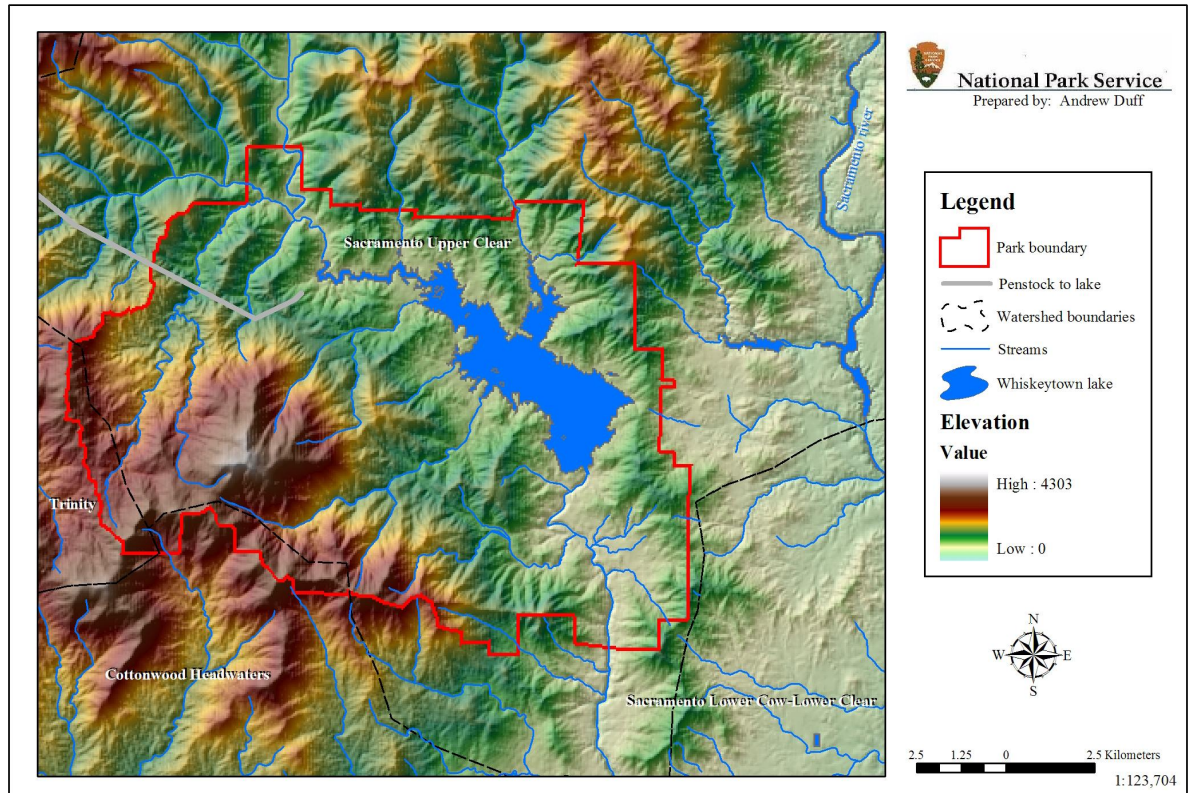 National Park Service
Prepared by: Andrew Duff
Sacramento river
Sacramento Upper Clear
Trinity
Cottonwood Headwaters
Sacramento Lower Cow-Lower Clear
Legend
Park boundary
Penstock to lake
Watershed boundaries
Streams
Whiskeytown lake
Elevation
Value
High : 4303
Low : 0
N
W
E
S
2.5 1.25 0 2.5 Kilometers
1:123,704